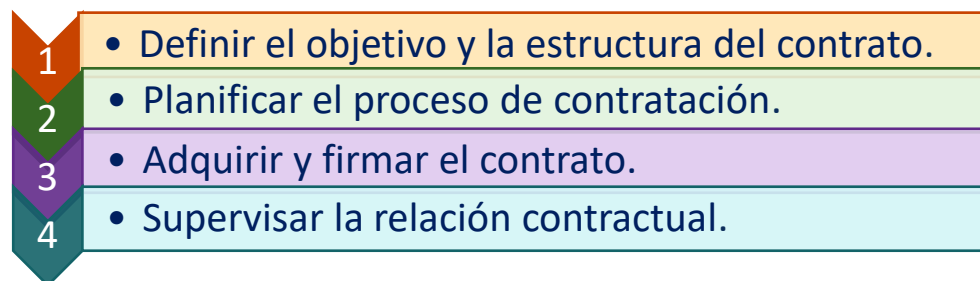 1 • Definir el objetivo y la estructura del contrato.
2 • Planificar el proceso de contratación.
3 • Adquirir y firmar el contrato.
4 • Supervisar la relación contractual.